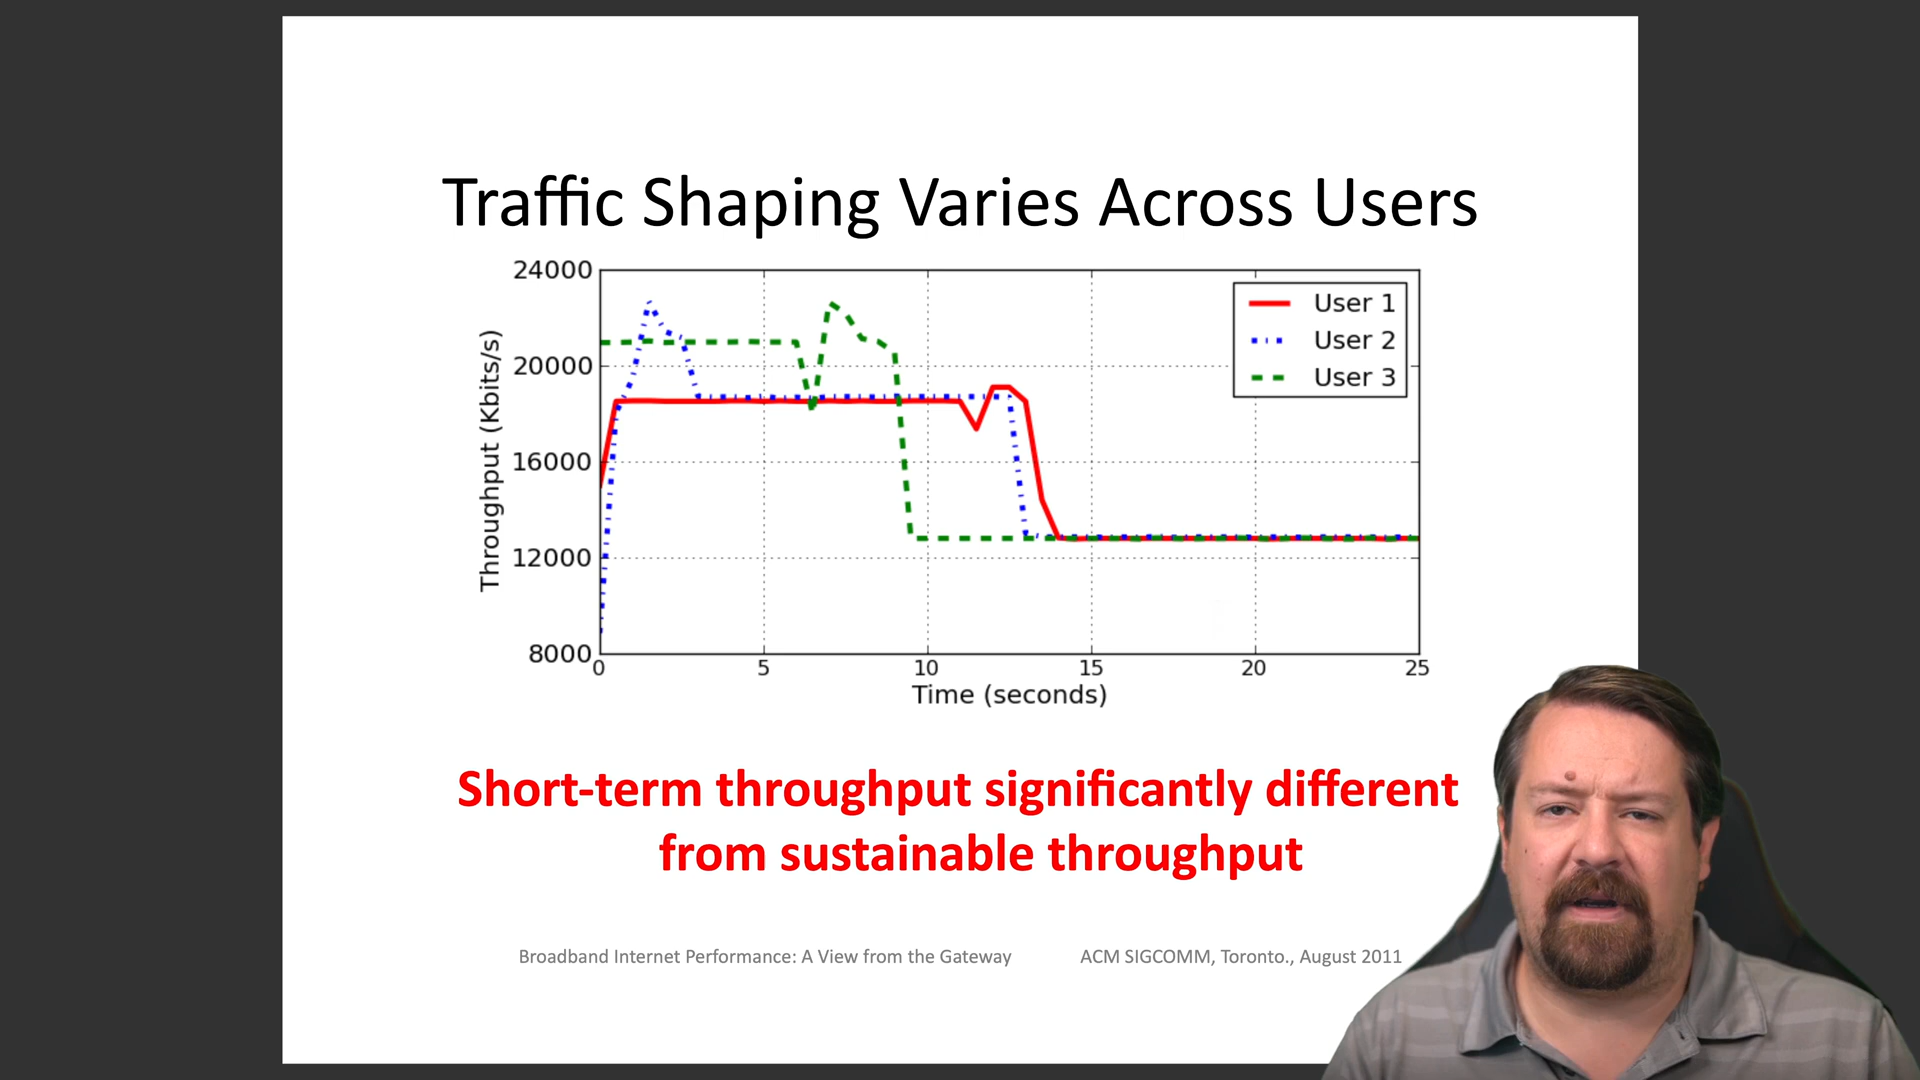 Traffic Shaping Varies Across Users
24000
20000
16000
12000
8000
Throughput (Kbits/s)
User 1
User 2
User 3
0 5 10 15 20 25
Time (seconds)
Short-term throughput significantly different
from sustainable throughput
Broadband Internet Performance: A View from the Gateway ACM SIGCOMM, Toronto., August 2011